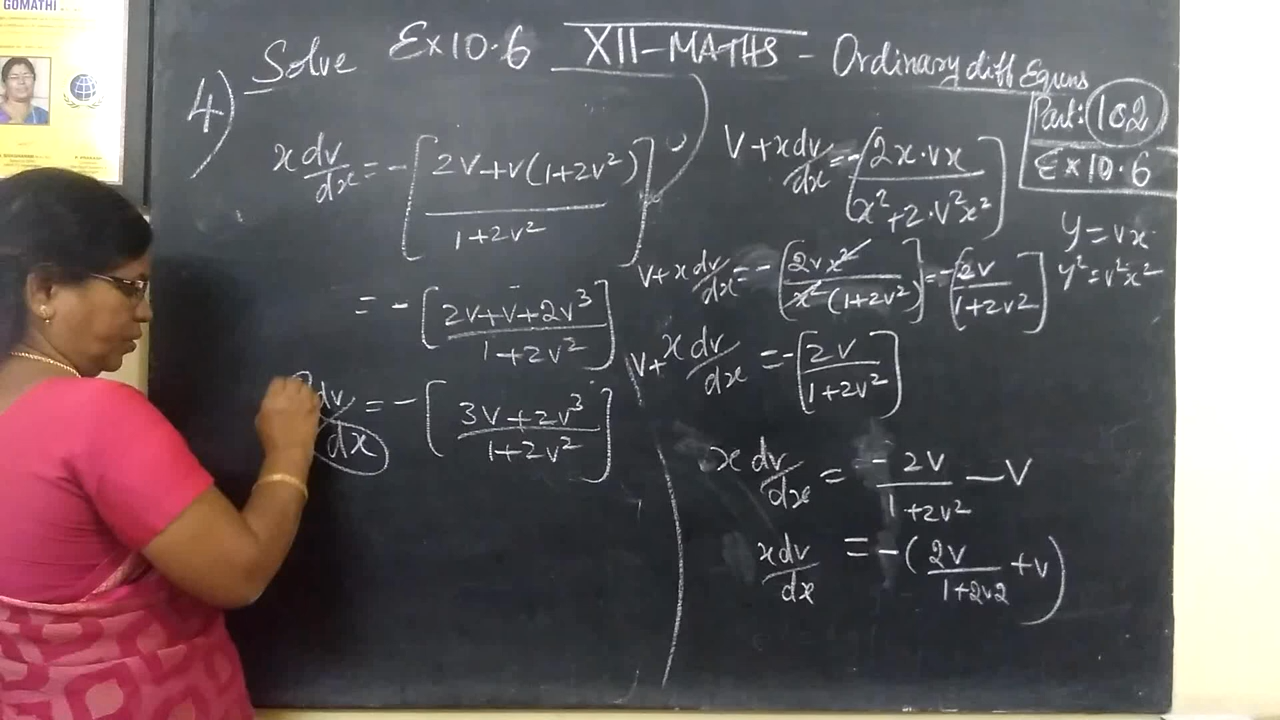 GOMATHI
Solve Ex 10.6 XII-MATHS - Ordinary diff Equns
Part: 102
Ex 10.6
4)
x dv/dx = -[2v+v(1+2v²) / 1+2v²]
= -[2v+v+2v³ / 1+2v²]
dv/dx = -[3v+2v³ / 1+2v²]
V + x dv/dx = -[2x·vx / x²+2·v²x²]
y = vx
y² = v²x²
v+x dv/dx = -[2vx² / x²(1+2v²)] = -[2v / 1+2v²]
v+ x dv/dx = -[2v / 1+2v²]
x dv/dx = -2v / 1+2v² - v
x dv/dx = -(2v / 1+2v2 + v)